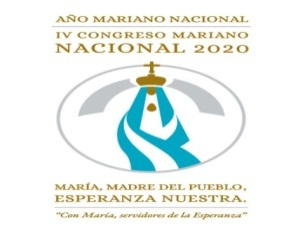 AÑO MARIANO NACIONAL
IV CONGRESO MARIANO
NACIONAL 2020
MARÍA, MADRE DEL PUEBLO,
ESPERANZA NUESTRA.
“Con María, servidores de la Esperanza”